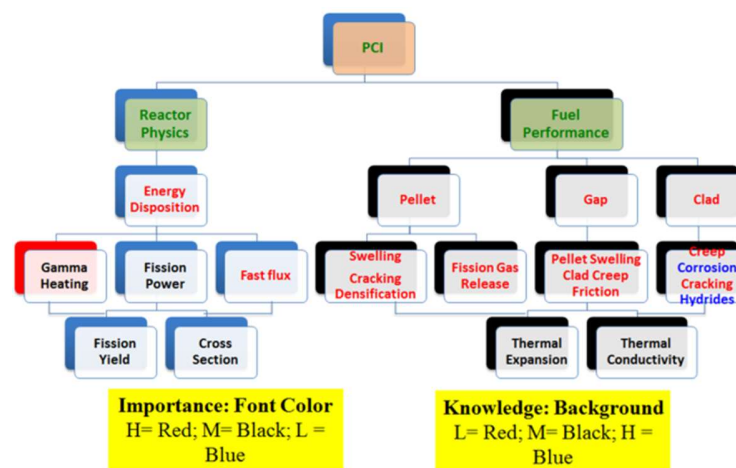 PCI
Reactor
Physics
Fuel
Performance
Energy
Disposition
Pellet
Gap
Clad
Gamma
Heating
Fission
Power
Fast flux
Swelling
Cracking
Densification
Fission Gas
Release
Pellet Swelling
Clad Creep
Friction
Creep
Corrosion
Cracking
Hydrides.
Fission
Yield
Cross
Section
Thermal
Expansion
Thermal
Conductivity
Importance: Font Color
H= Red; M= Black; L =
Blue
Knowledge: Background
L= Red; M= Black; H =
Blue